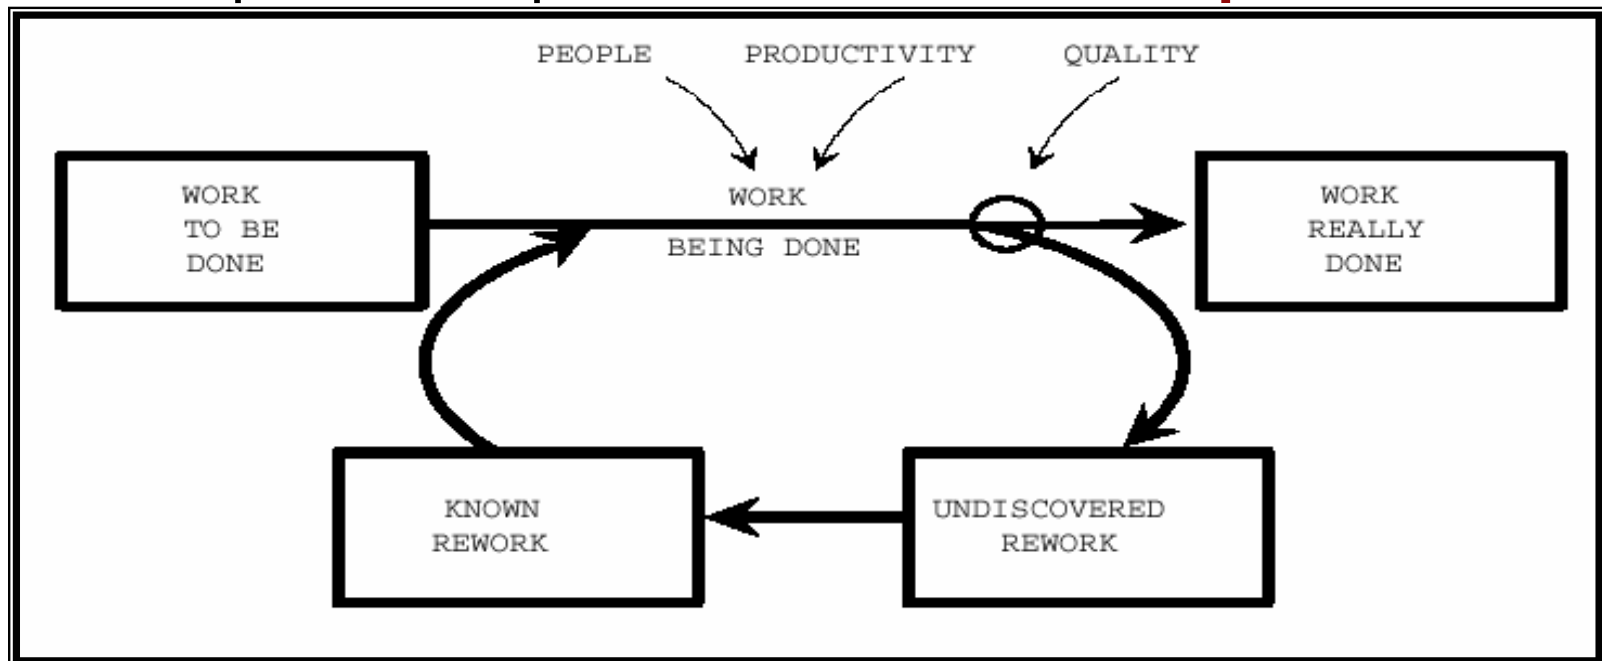 PEOPLE PRODUCTIVITY QUALITY
WORK
TO BE
DONE
WORK
BEING DONE
WORK
REALLY
DONE
KNOWN
REWORK
UNDISCOVERED
REWORK